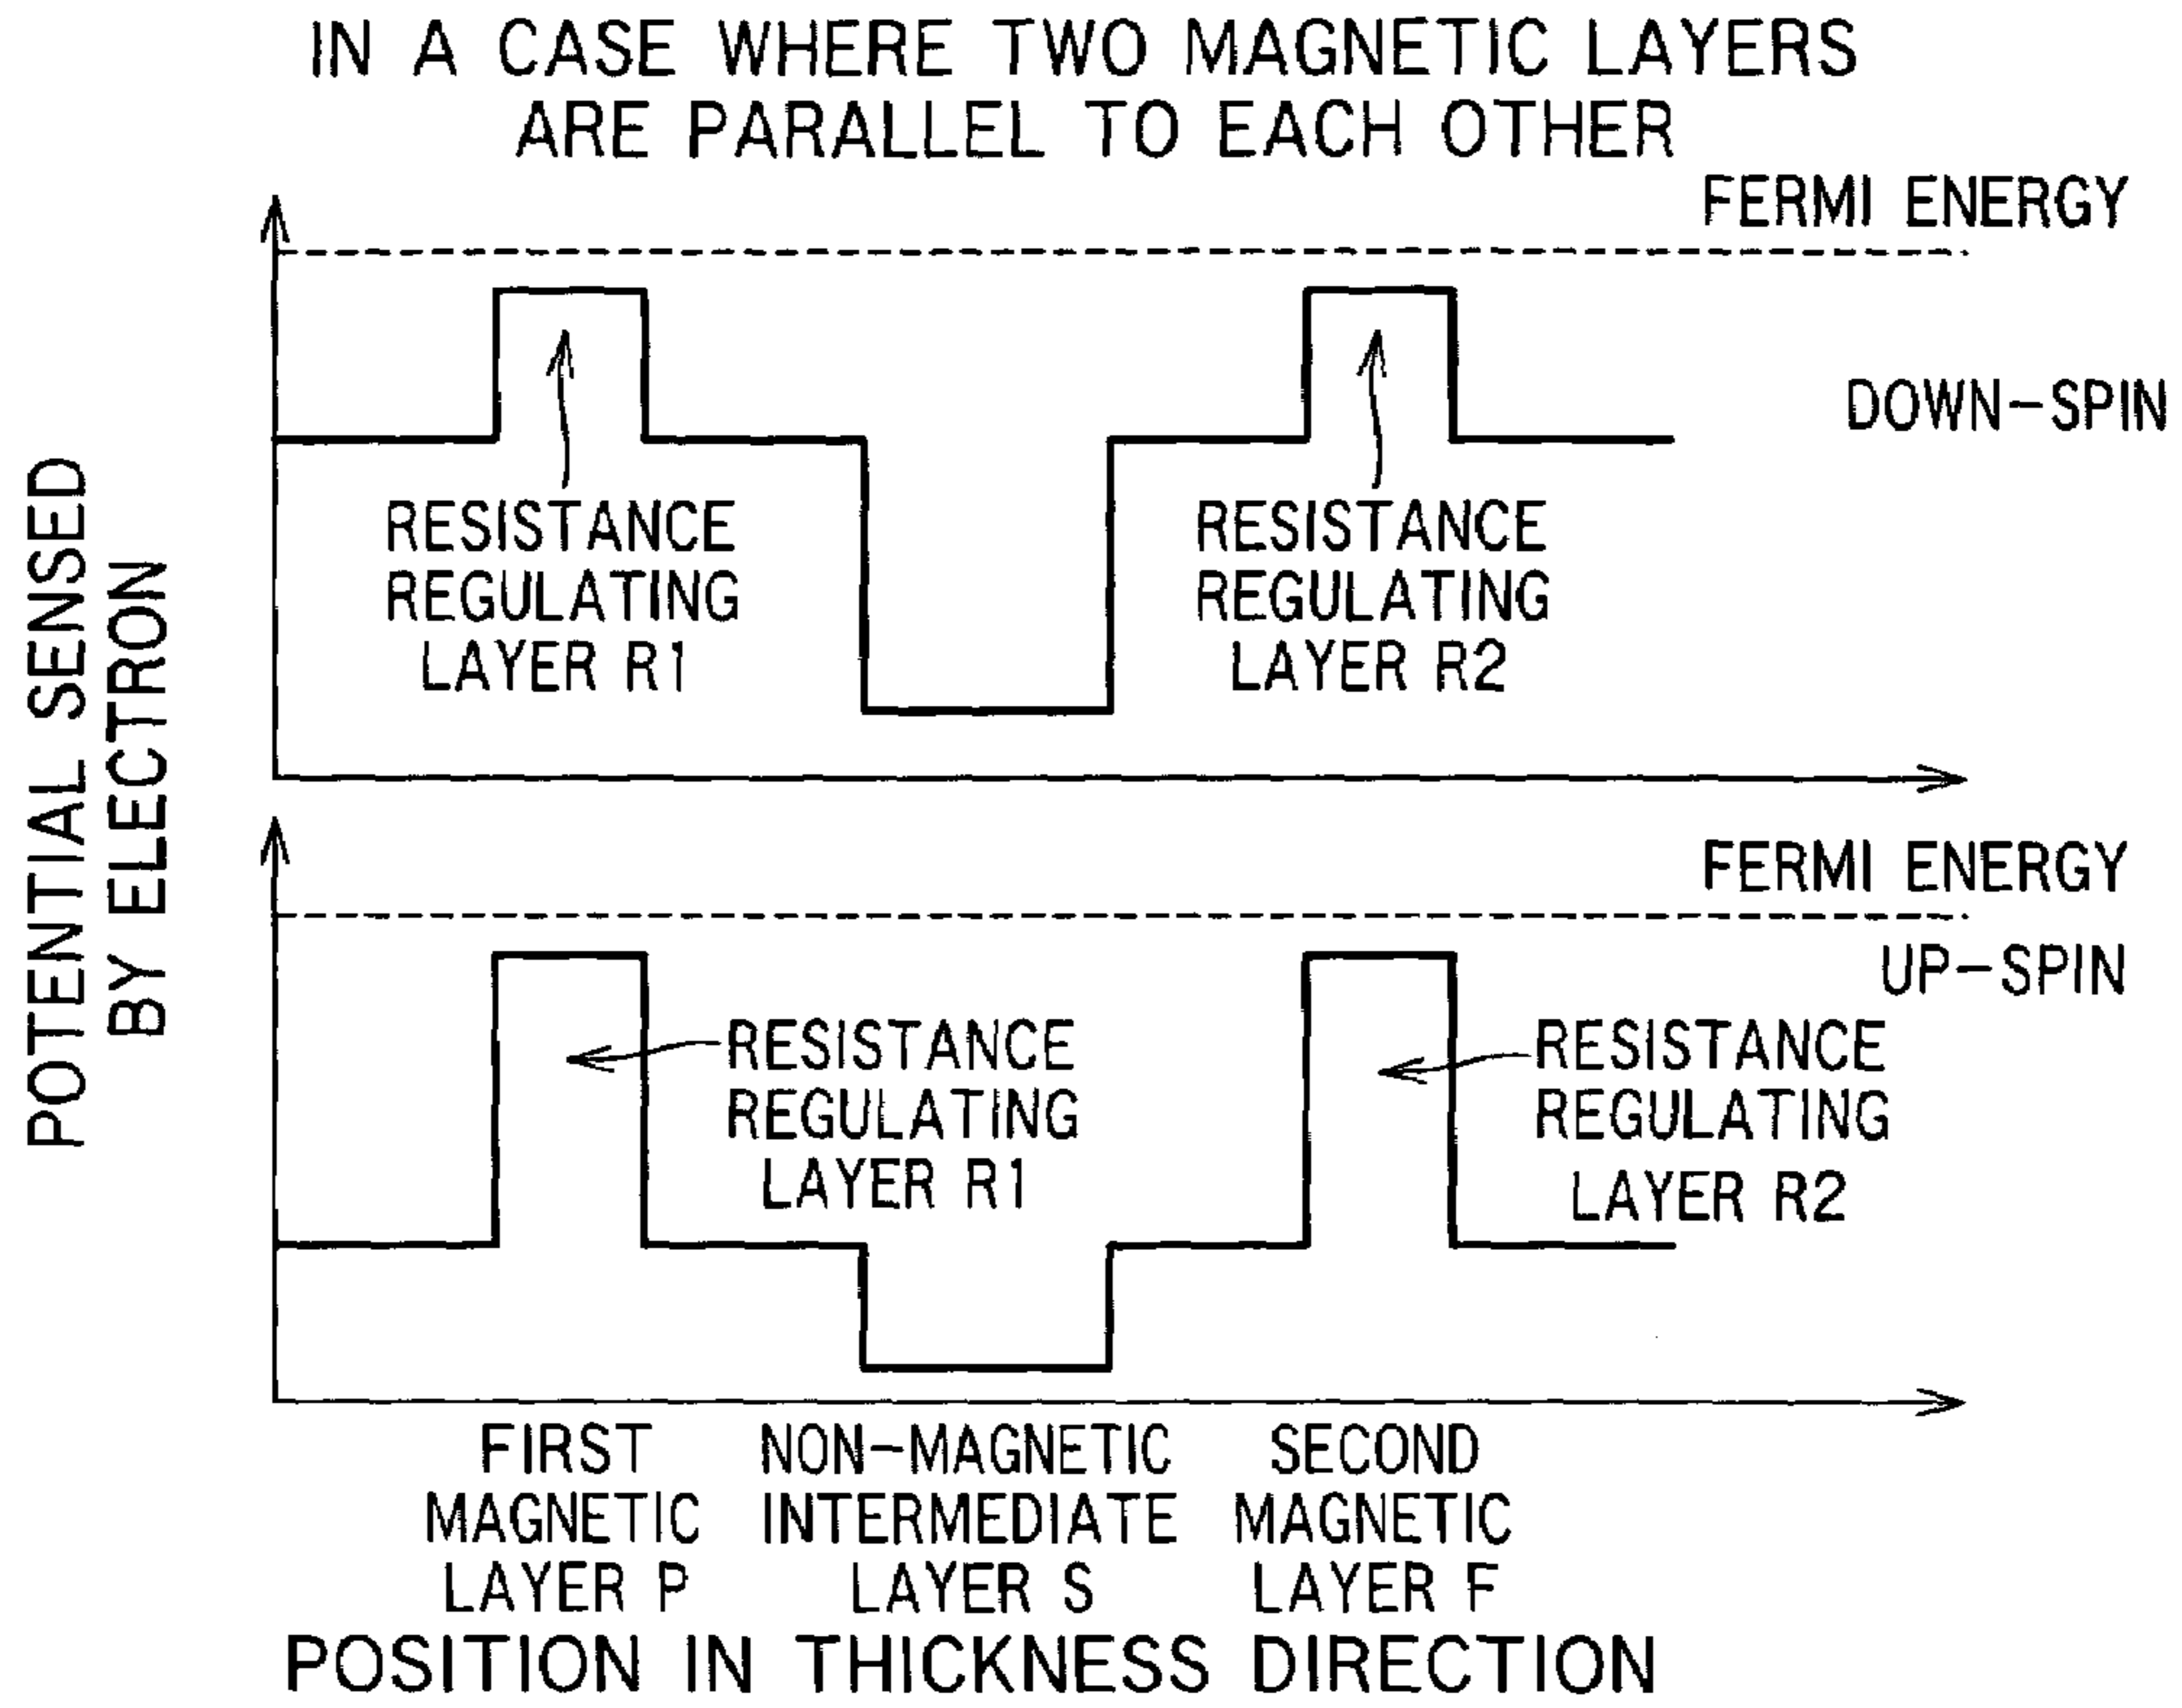 IN A CASE WHERE TWO MAGNETIC LAYERS
ARE PARALLEL TO EACH OTHER
POTENTIAL SENSED
BY ELECTRON
FERMI ENERGY
DOWN-SPIN
RESISTANCE
REGULATING
LAYER R1
RESISTANCE
REGULATING
LAYER R2
FERMI ENERGY
UP-SPIN
RESISTANCE
REGULATING
LAYER R1
RESISTANCE
REGULATING
LAYER R2
FIRST
MAGNETIC
LAYER P
NON-MAGNETIC
INTERMEDIATE
LAYER S
SECOND
MAGNETIC
LAYER F
POSITION IN THICKNESS DIRECTION